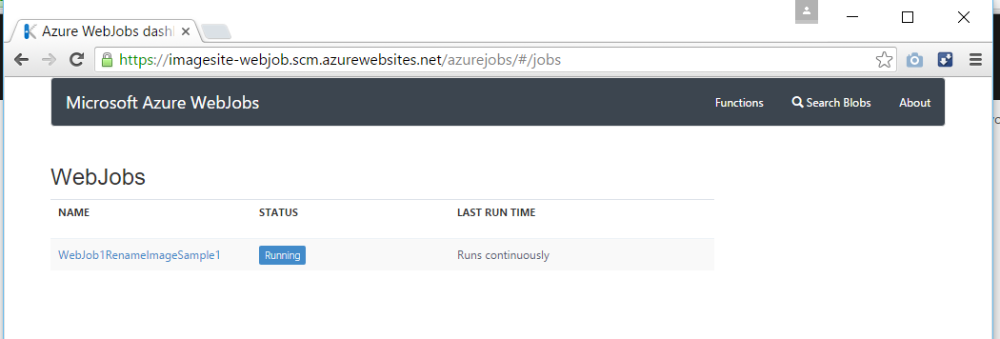 Azure WebJobs dash
https://imagesite-webjob.scm.azurewebsites.net/azurejobs/#/jobs
Microsoft Azure WebJobs Functions Search Blobs About
WebJobs
NAME STATUS LAST RUN TIME
WebJob1RenameImageSample1 Running Runs continuously